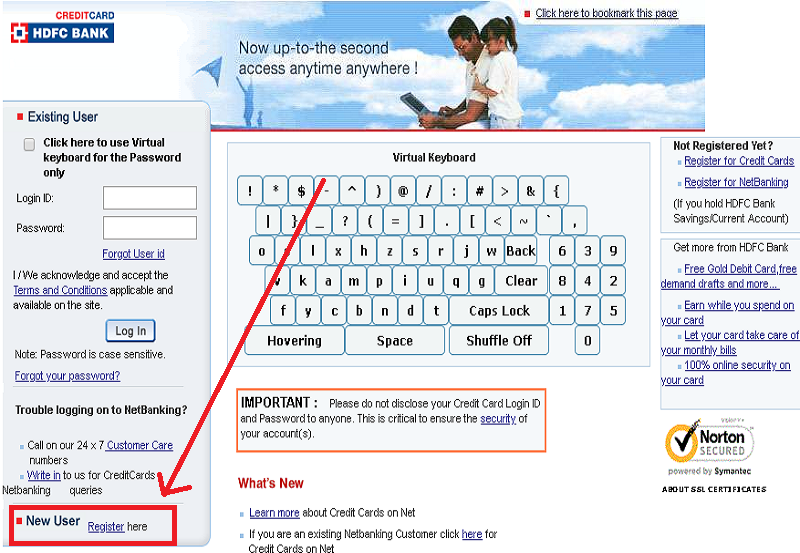 CREDITCARD
HDFC BANK
Now up-to-the second
access anytime anywhere !
Click here to bookmark this page
Existing User
Click here to use Virtual
keyboard for the Password
only
Login ID:
Password:
Forgot User id
I / We acknowledge and accept the
Terms and Conditions applicable and
available on the site.
Log In
Note: Password is case sensitive.
Forgot your password?
Trouble logging on to NetBanking?
Call on our 24 x 7 Customer Care
numbers
Write in to us for CreditCards
Netbanking queries
New User Register here
Virtual Keyboard
! * $ - ^ ) @ / : # > & {
| } _ ? ( = ] . [ < ~ ` ,
o l x h z s r j w Back 6 3 9
v k a m p i u q g Clear 8 4 2
f y c b n d t Caps Lock 1 7 5
Hovering Space Shuffle Off 0
IMPORTANT : Please do not disclose your Credit Card Login ID
and Password to anyone. This is critical to ensure the security of
your account(s).
What's New
Learn more about Credit Cards on Net
If you are an existing Netbanking Customer click here for
Credit Cards on Net
Not Registered Yet?
Register for Credit Cards
Register for NetBanking
(If you hold HDFC Bank
Savings/Current Account)
Get more from HDFC Bank
Free Gold Debit Card,free
demand drafts and more...
Earn while you spend on
your card
Let your card take care of
your monthly bills
100% online security on
your card
Norton
SECURED
powered by Symantec
ABOUT SSL CERTIFICATES